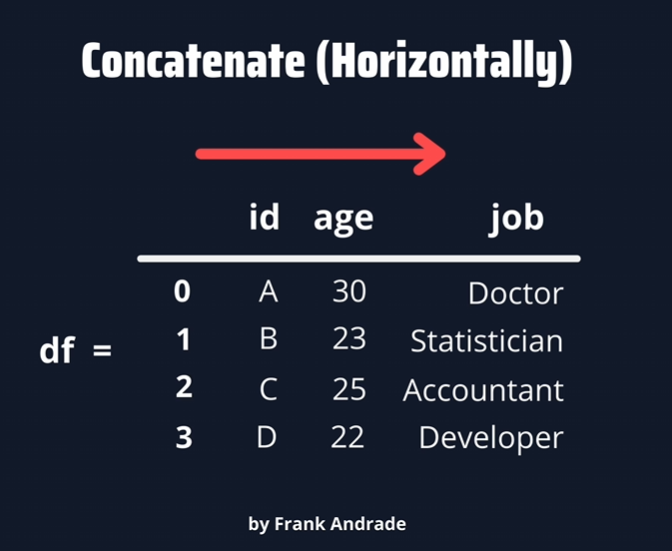 Concatenate (Horizontally)
id age job
0 A 30 Doctor
df = 1 B 23 Statistician
2 C 25 Accountant
3 D 22 Developer
by Frank Andrade